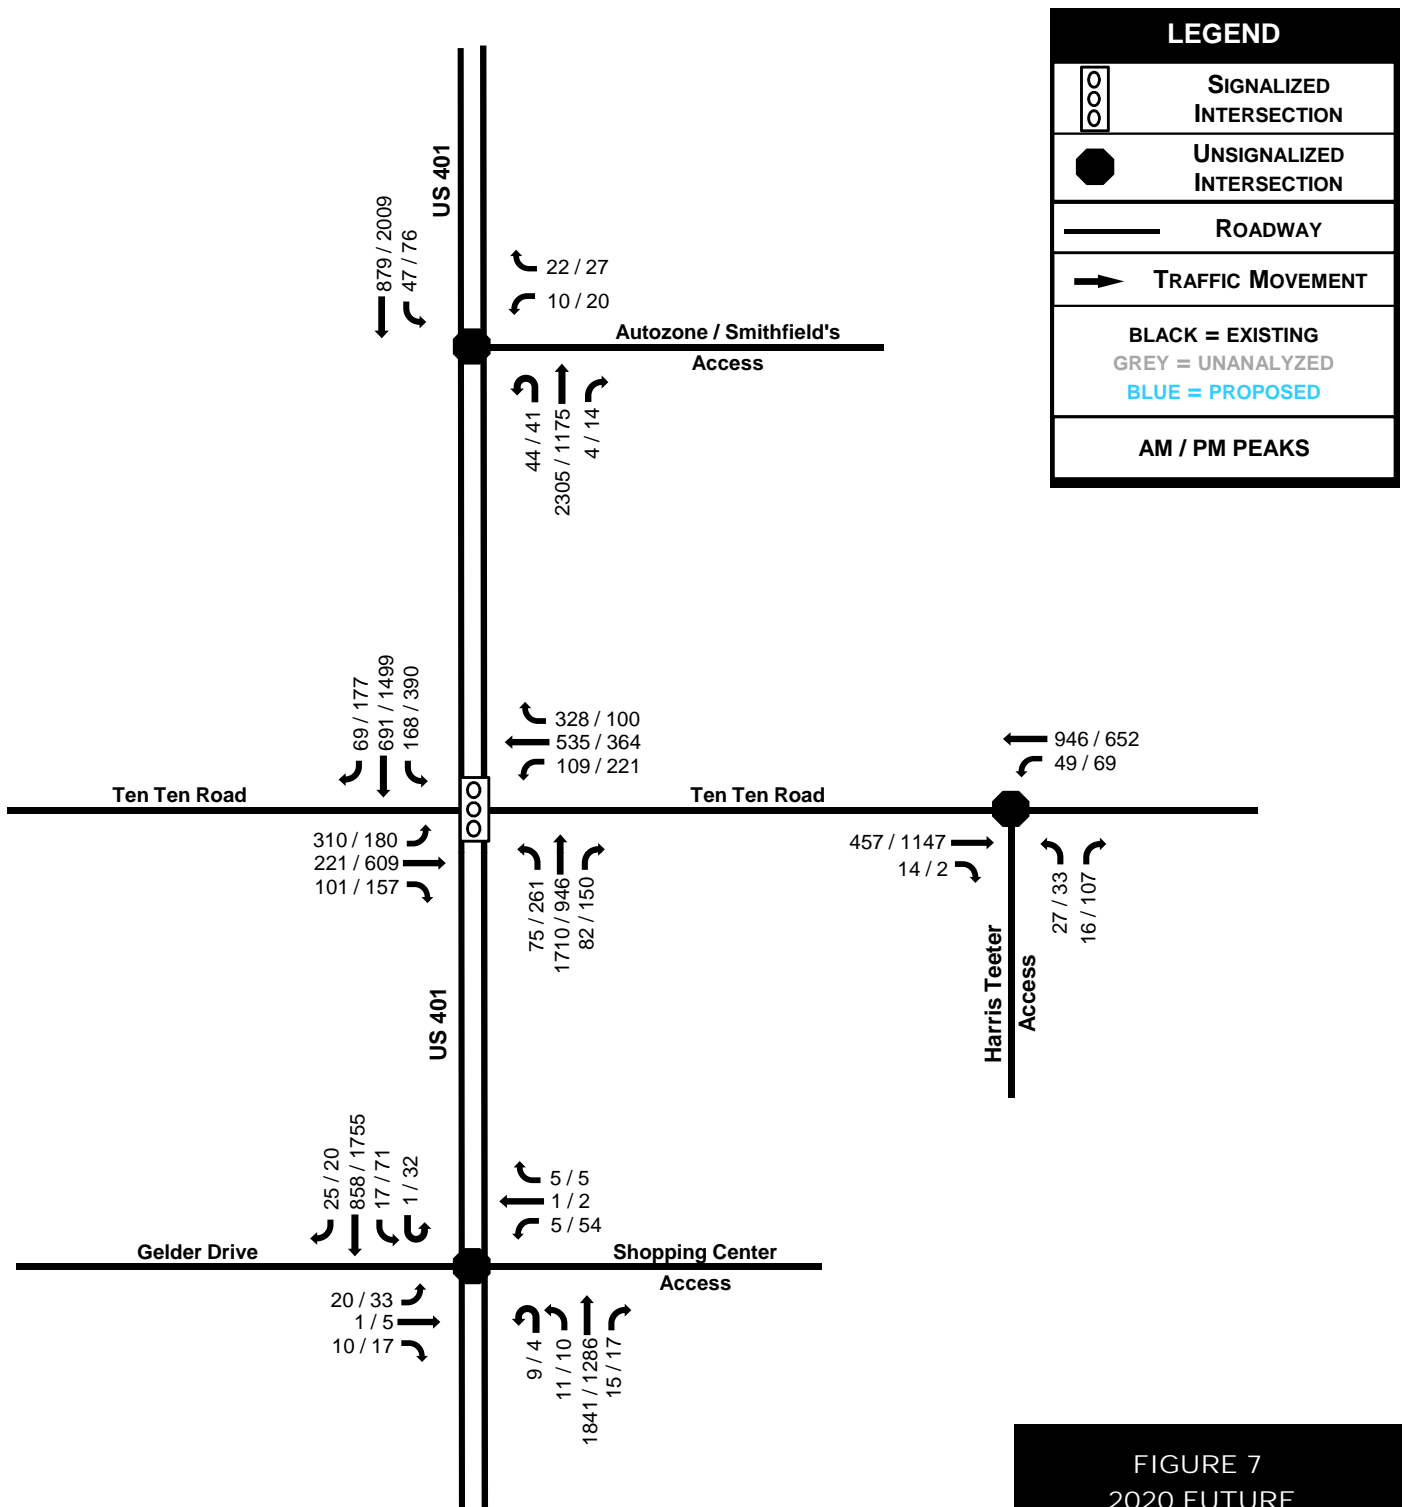 LEGEND
SIGNALIZED
INTERSECTION
UNSIGNALIZED
INTERSECTION
ROADWAY
TRAFFIC MOVEMENT
BLACK = EXISTING
GREY = UNANALYZED
BLUE = PROPOSED
AM / PM PEAKS
US 401
879 / 2009
47 / 76
22 / 27
10 / 20
Autozone / Smithfield's
Access
44 / 41
2305 / 1175
4 / 14
69 / 177
691 / 1499
168 / 390
328 / 100
535 / 364
109 / 221
946 / 652
49 / 69
Ten Ten Road
Ten Ten Road
310 / 180
221 / 609
101 / 157
75 / 261
1710 / 946
82 / 150
457 / 1147
14 / 2
27 / 33
16 / 107
Harris Teeter
Access
US 401
25 / 20
858 / 1755
17 / 71
1 / 32
5 / 5
1 / 2
5 / 54
Gelder Drive
Shopping Center
Access
20 / 33
1 / 5
10 / 17
9 / 4
11 / 10
1841 / 1286
15 / 17
FIGURE 7
2020 FUTURE